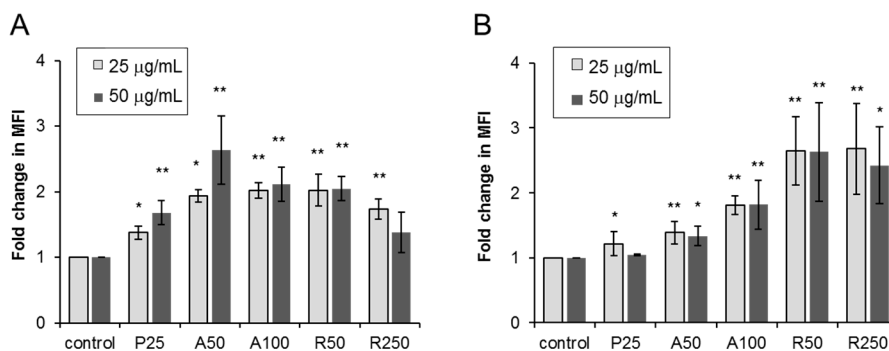 A
25 μg/mL
50 μg/mL
Fold change in MFI
4
3
2
1
0
* ** * ** ** ** ** ** **
control P25 A50 A100 R50 R250
B
25 μg/mL
50 μg/mL
Fold change in MFI
4
3
2
1
0
* ** * ** ** ** ** ** *
control P25 A50 A100 R50 R250